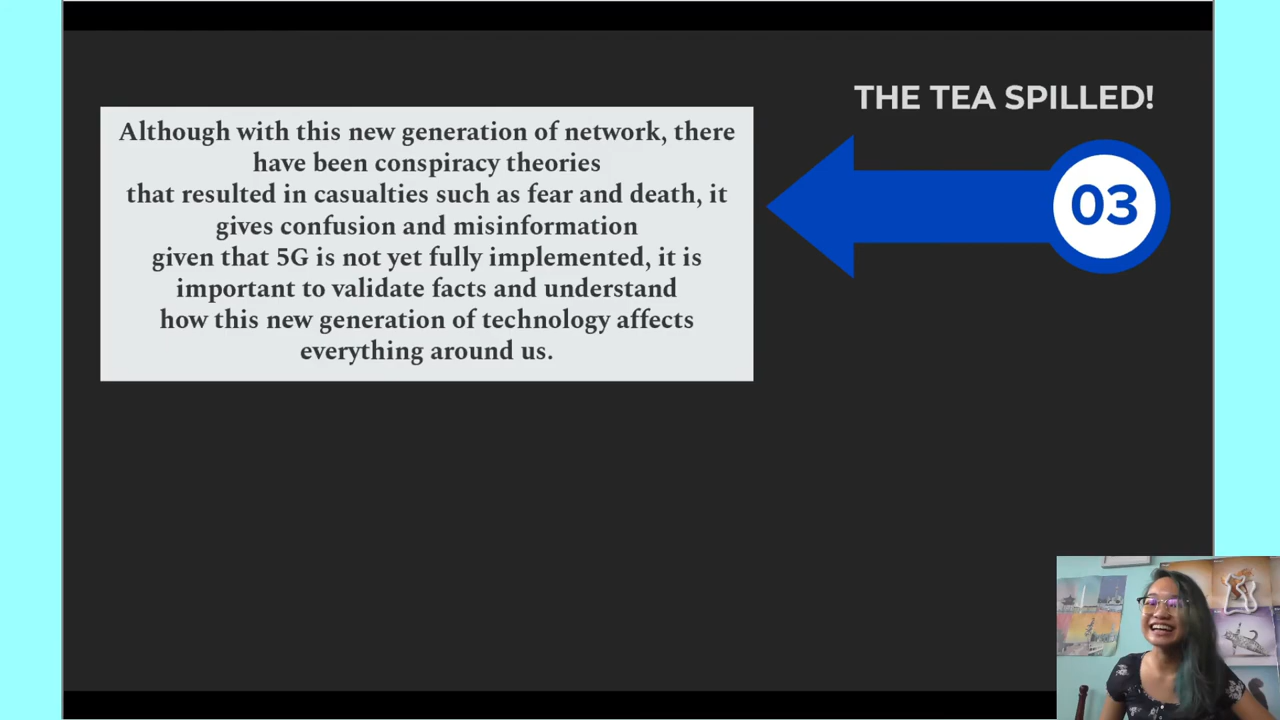 THE TEA SPILLED!
Although with this new generation of network, there
have been conspiracy theories
that resulted in casualties such as fear and death, it
gives confusion and misinformation
given that 5G is not yet fully implemented, it is
important to validate facts and understand
how this new generation of technology affects
everything around us.
03